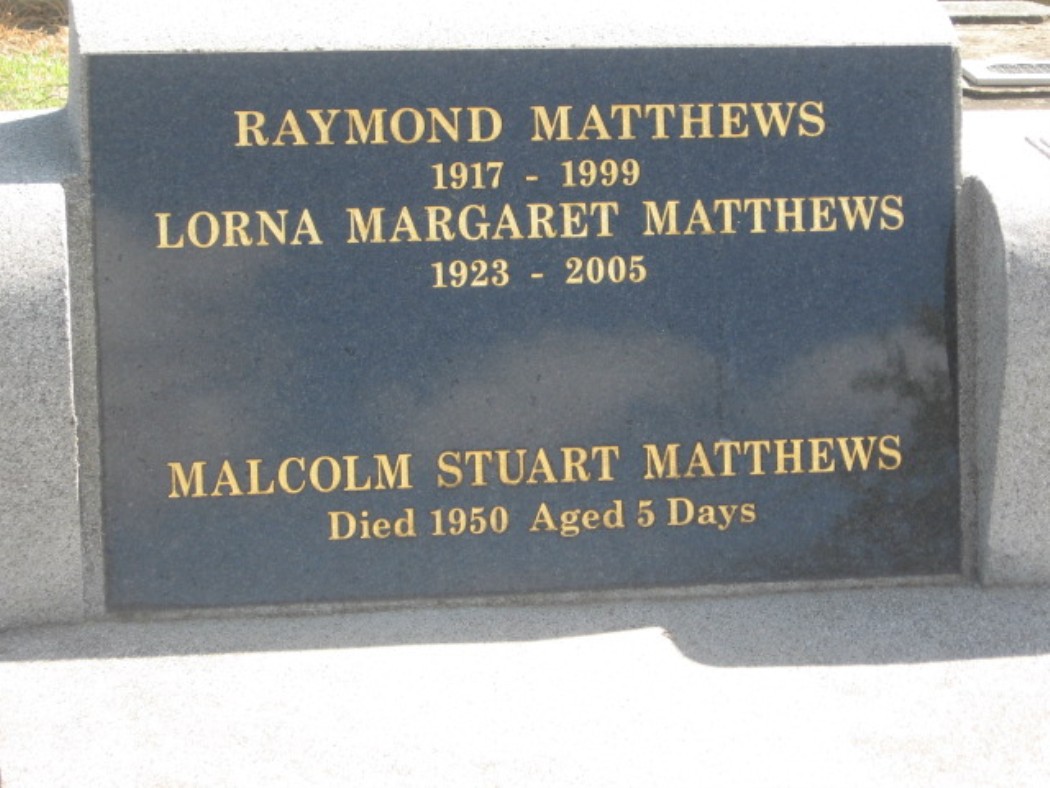 RAYMOND MATTHEWS
1917 - 1999
LORNA MARGARET MATTHEWS
1923 - 2005
MALCOLM STUART MATTHEWS
Died 1950 Aged 5 Days